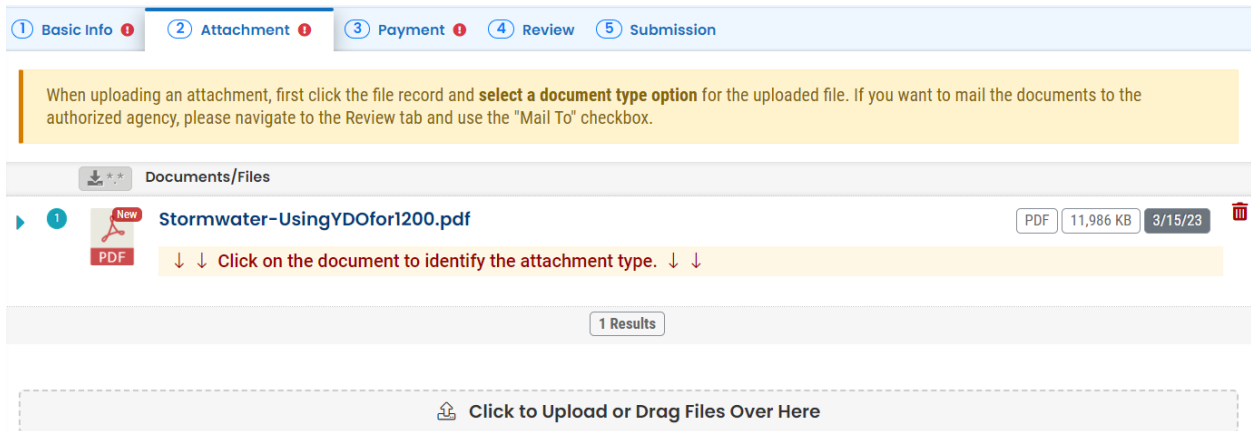 1 Basic Info ! 2 Attachment ! 3 Payment ! 4 Review 5 Submission
When uploading an attachment, first click the file record and select a document type option for the uploaded file. If you want to mail the documents to the
authorized agency, please navigate to the Review tab and use the "Mail To" checkbox.
*.* Documents/Files
1 New PDF Stormwater-UsingYDOfor1200.pdf PDF 11,986 KB 3/15/23
↓ ↓ Click on the document to identify the attachment type. ↓ ↓
1 Results
Click to Upload or Drag Files Over Here